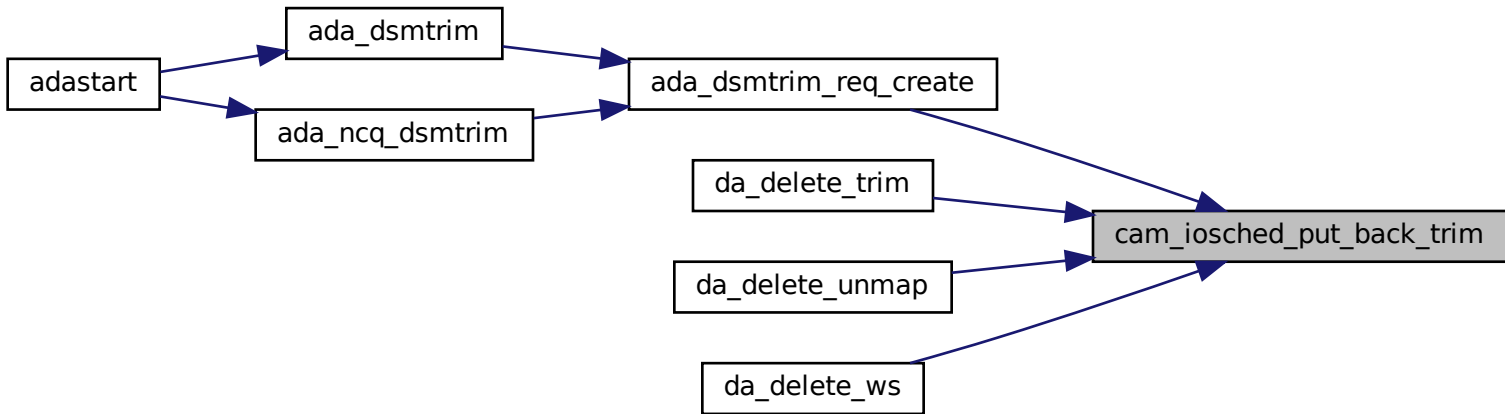 ada_dsmtrim
adastart
ada_dsmtrim_req_create
ada_ncq_dsmtrim
da_delete_trim
cam_iosched_put_back_trim
da_delete_unmap
da_delete_ws